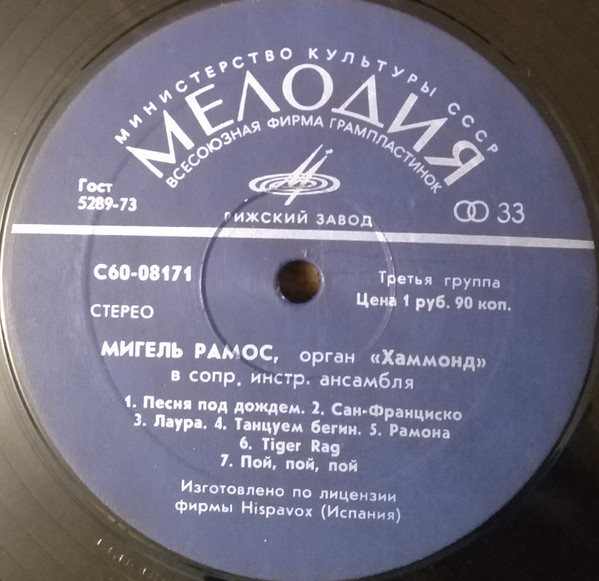 МИНИСТЕРСТВО КУЛЬТУРЫ СССР
МЕЛОДИЯ
ВСЕСОЮЗНАЯ ФИРМА ГРАМПЛАСТИНОК
Гост
5289-73
РИЖСКИЙ ЗАВОД
33
С60-08171
Третья группа
Цена 1 руб. 90 коп.
СТЕРЕО
МИГЕЛЬ РАМОС, орган «Хаммонд»
в сопр. инстр. ансамбля
1. Песня под дождем. 2. Сан-Франциско
3. Лаура. 4. Танцуем бегин. 5. Рамона
6. Tiger Rag
7. Пой, пой, пой
Изготовлено по лицензии
фирмы Hispavox (Испания)